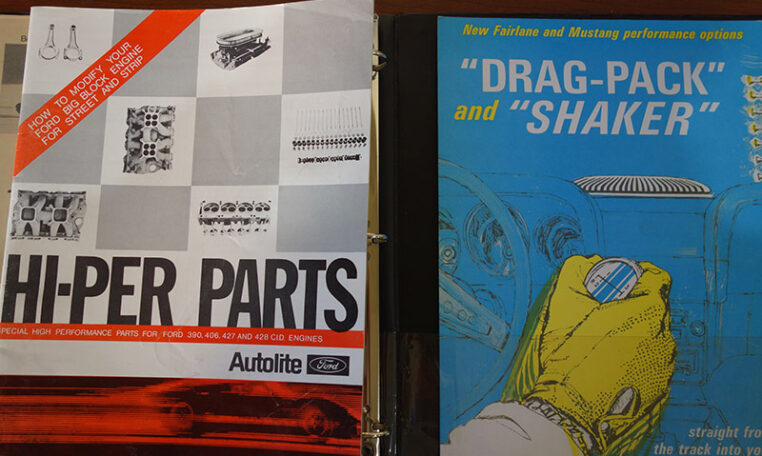 HOW TO MODIFY YOUR
FORD BIG BLOCK ENGINE
FOR STREET AND STRIP
HI-PER PARTS
SPECIAL HIGH PERFORMANCE PARTS FOR FORD 390, 406, 427 AND 428 C.I.D. ENGINES
Autolite Ford
New Fairlane and Mustang performance options
"DRAG-PACK"
and "SHAKER"
straight fro
the track into yo